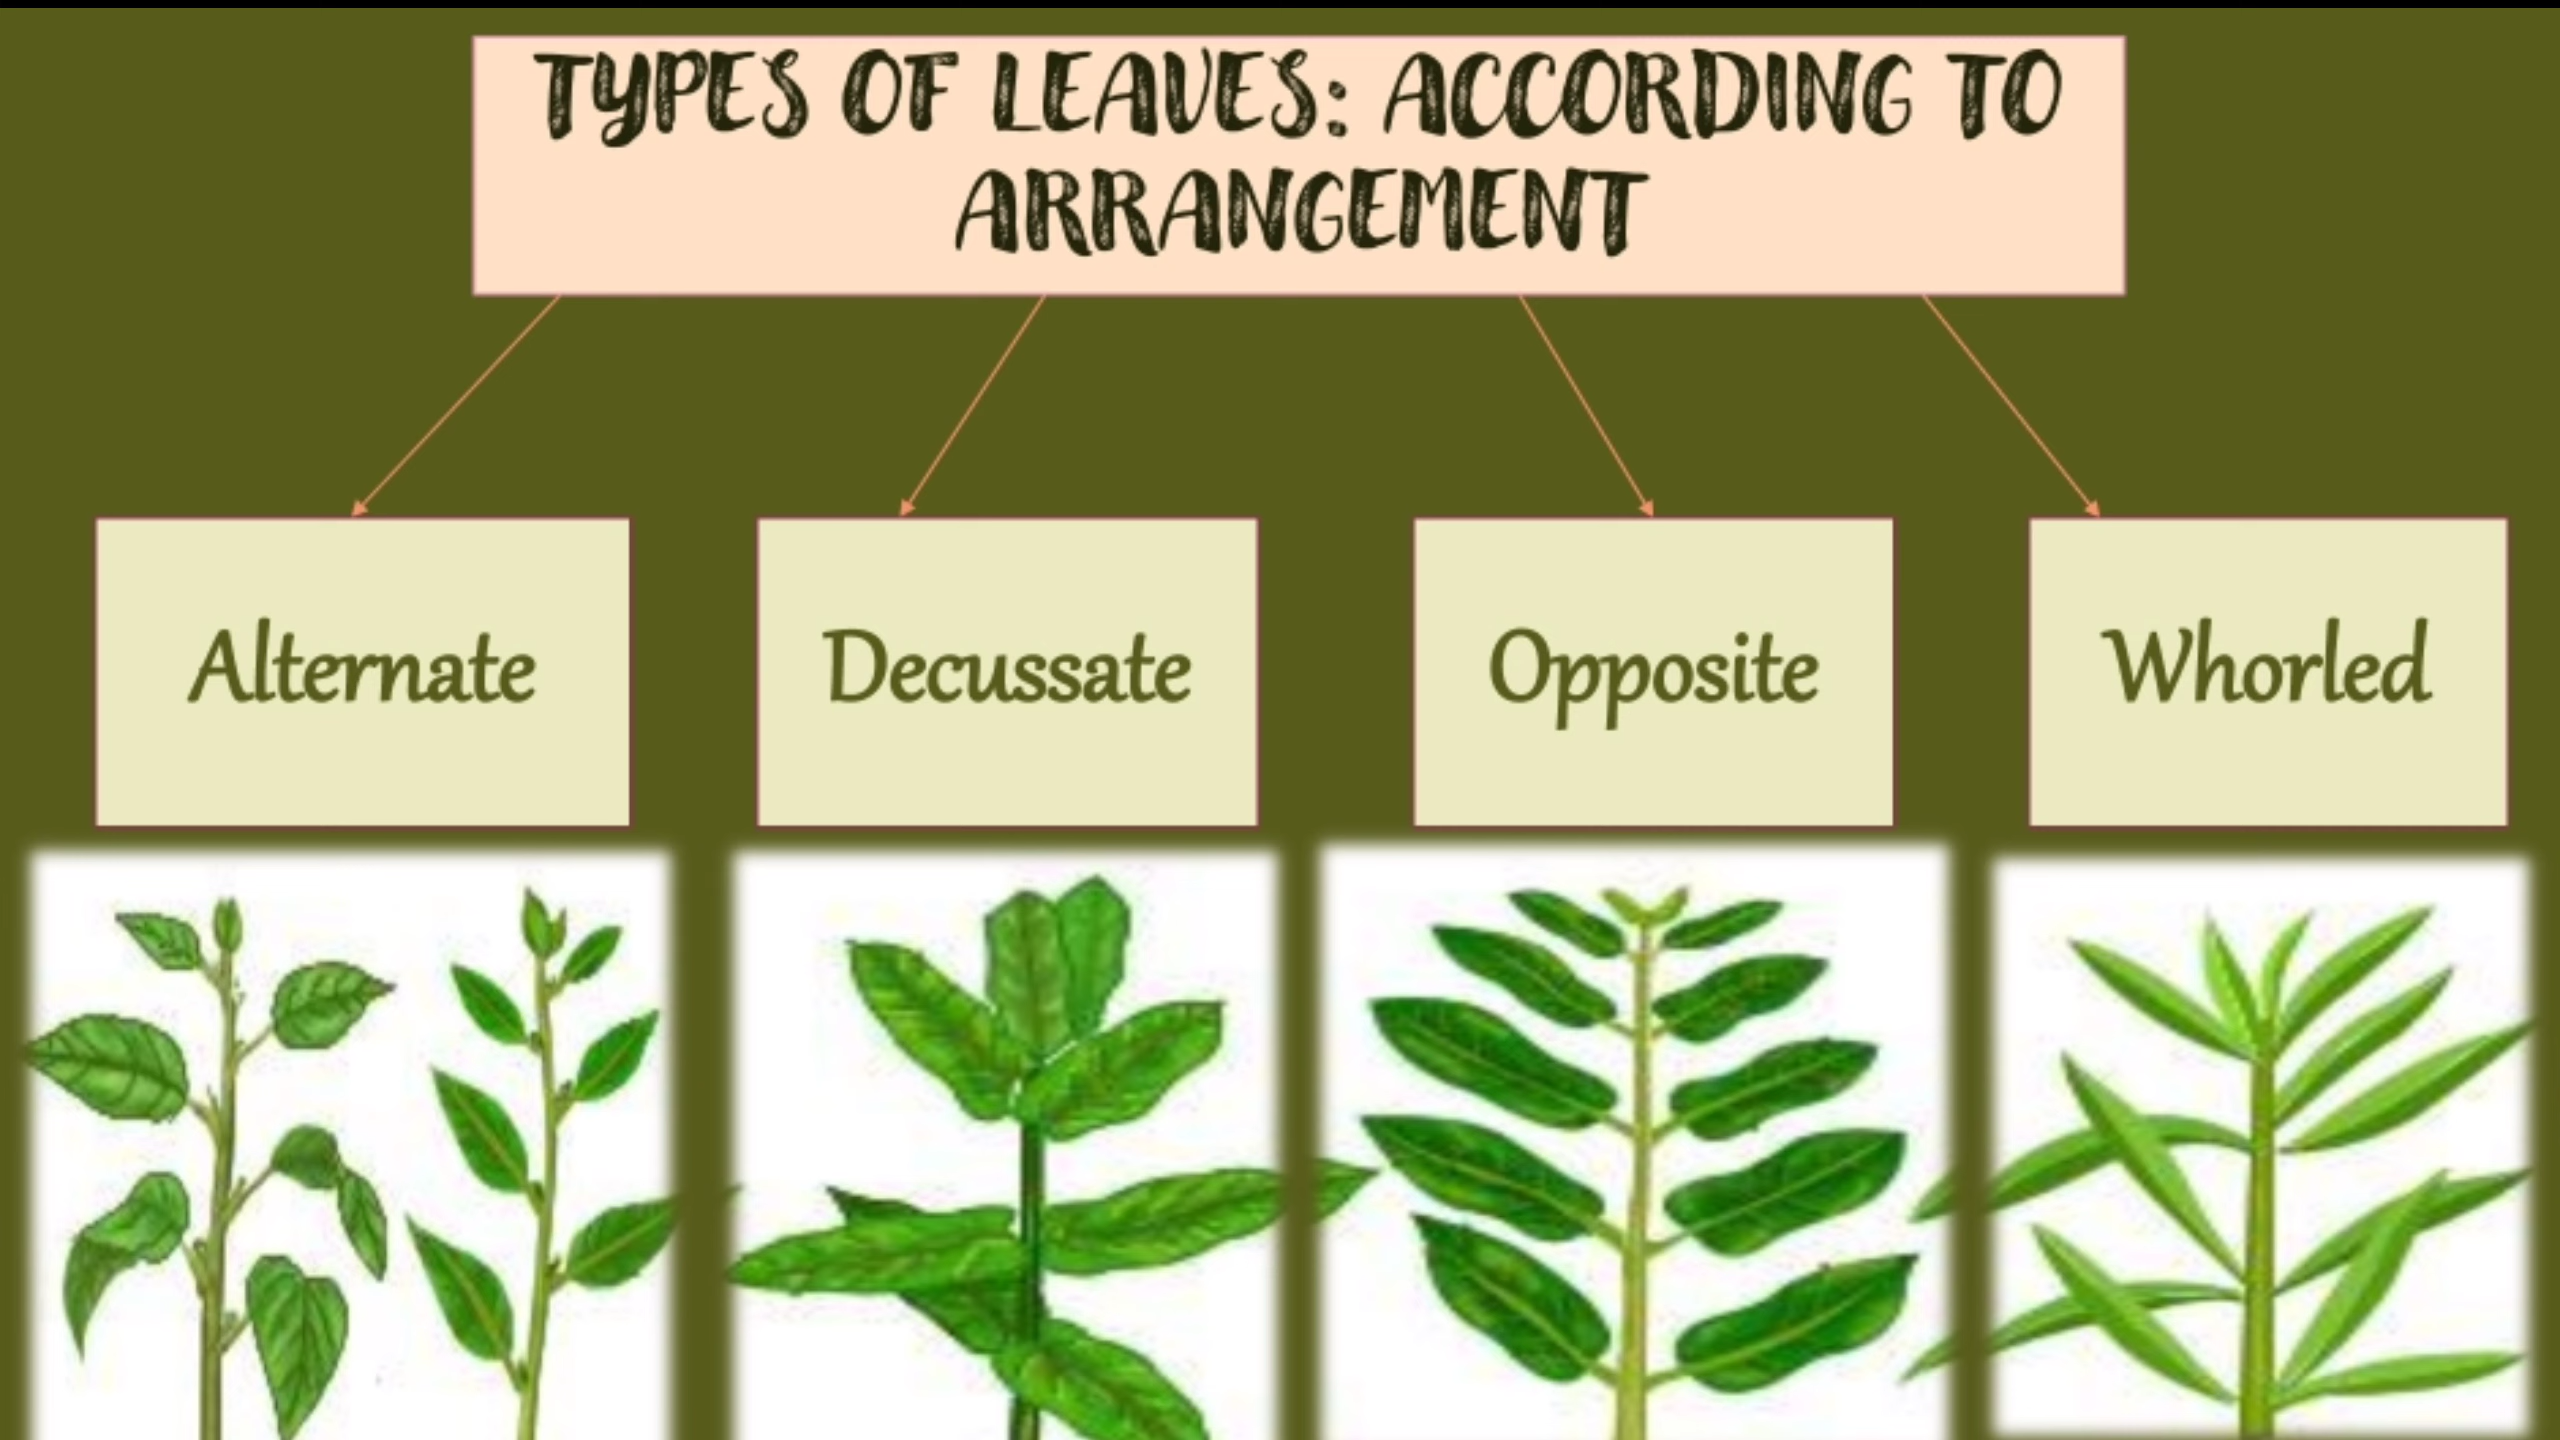 TYPES OF LEAVES: ACCORDING TO
ARRANGEMENT
Alternate
Decussate
Opposite
Whorled